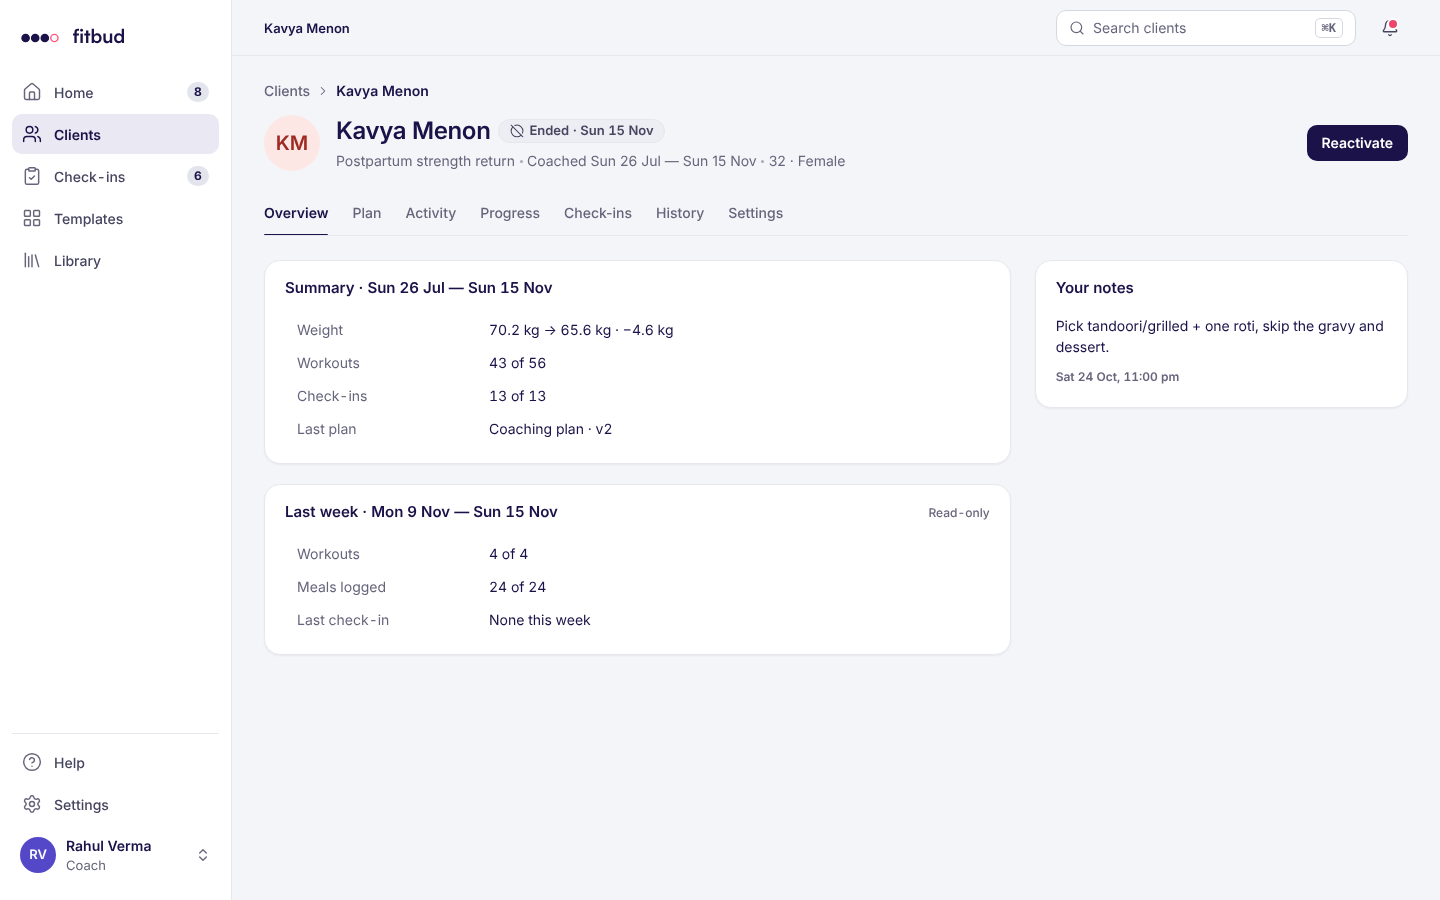 fitbud
Home 8
Clients
Check-ins 6
Templates
Library
Help
Settings
RV
Rahul Verma
Coach
Kavya Menon
Search clients ⌘K
Clients > Kavya Menon
KM
Kavya Menon
Ended · Sun 15 Nov
Postpartum strength return · Coached Sun 26 Jul — Sun 15 Nov · 32 · Female
Reactivate
Overview Plan Activity Progress Check-ins History Settings
Summary · Sun 26 Jul — Sun 15 Nov
Weight 70.2 kg → 65.6 kg · −4.6 kg
Workouts 43 of 56
Check-ins 13 of 13
Last plan Coaching plan · v2
Last week · Mon 9 Nov — Sun 15 Nov Read-only
Workouts 4 of 4
Meals logged 24 of 24
Last check-in None this week
Your notes
Pick tandoori/grilled + one roti, skip the gravy and
dessert.
Sat 24 Oct, 11:00 pm